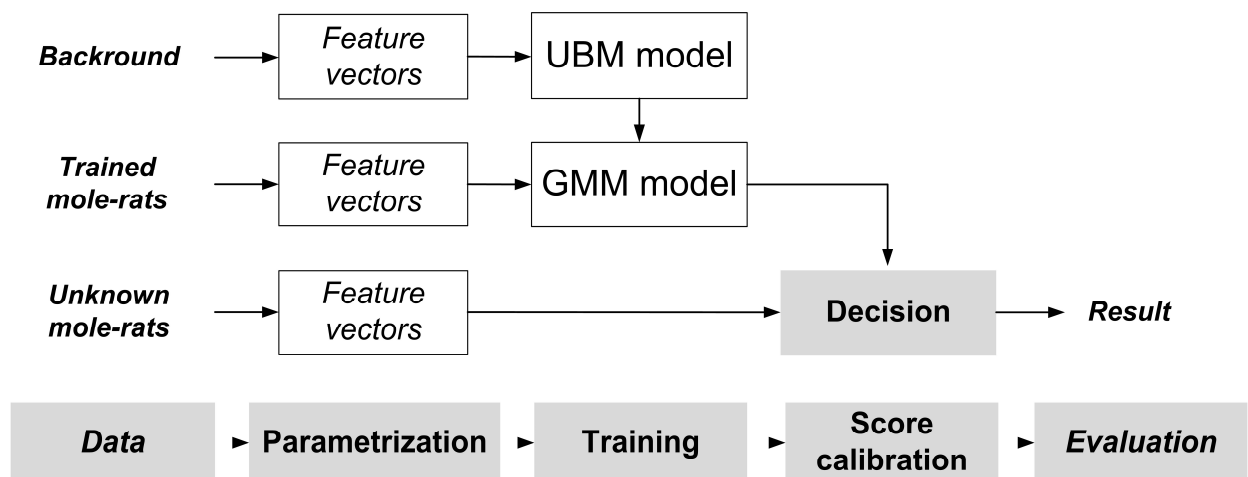 Backround
Feature
vectors
UBM model
Trained
mole-rats
Feature
vectors
GMM model
Unknown
mole-rats
Feature
vectors
Decision
Result
Data
Parametrization
Training
Score
calibration
Evaluation